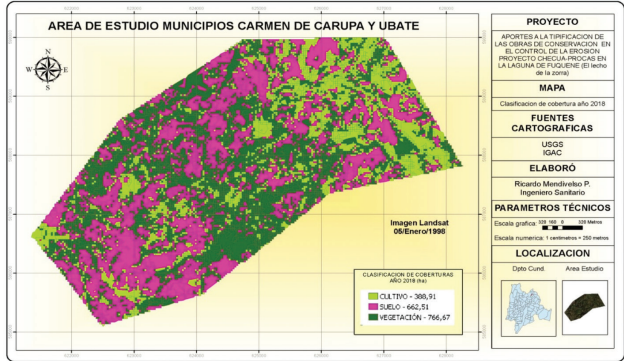 AREA DE ESTUDIO MUNICIPIOS CARMEN DE CARUPA Y UBATE
N
W E
S
Imagen Landsat
05/Enero/1998
CLASIFICACION DE COBERTURAS
AÑO 2018 (ha)
CULTIVO - 388,91
SUELO - 662,51
VEGETACIÓN - 766,67
PROYECTO
APORTES A LA TIPIFICACION DE
LAS OBRAS DE CONSERVACION EN
EL CONTROL DE LA EROSION
PROYECTO CHECUA-PROCAS EN
LA LAGUNA DE FUQUENE (El lecho
de la zona)
MAPA
Clasificacion de cobertura año 2018
FUENTES
CARTOGRAFICAS
USGS
IGAC
ELABORÓ
Ricardo Mendivelso P.
Ingeniero Sanitario
PARAMETROS TÉCNICOS
Escala grafica: 320 160 0 320 Metros
Escala numerica: 1 centimetros = 250 metros
LOCALIZACION
Dpto Cund. Area Estudio